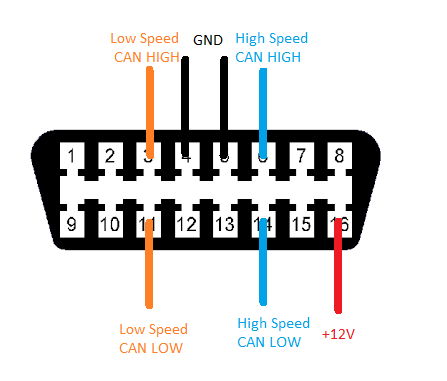 Low Speed GND High Speed
CAN HIGH CAN HIGH
1 2 3 4 5 6 7 8
9 10 11 12 13 14 15 16
Low Speed High Speed +12V
CAN LOW CAN LOW